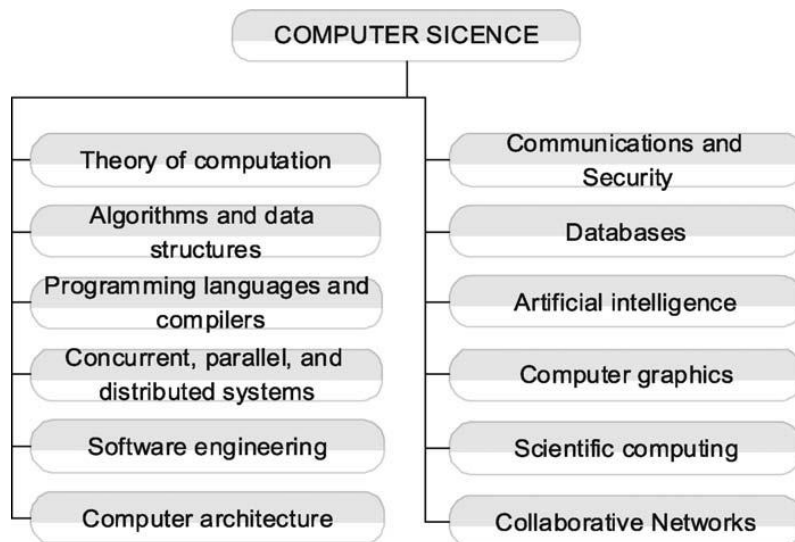 COMPUTER SICENCE
Theory of computation
Algorithms and data
structures
Programming languages and
compilers
Concurrent, parallel, and
distributed systems
Software engineering
Computer architecture
Communications and
Security
Databases
Artificial intelligence
Computer graphics
Scientific computing
Collaborative Networks